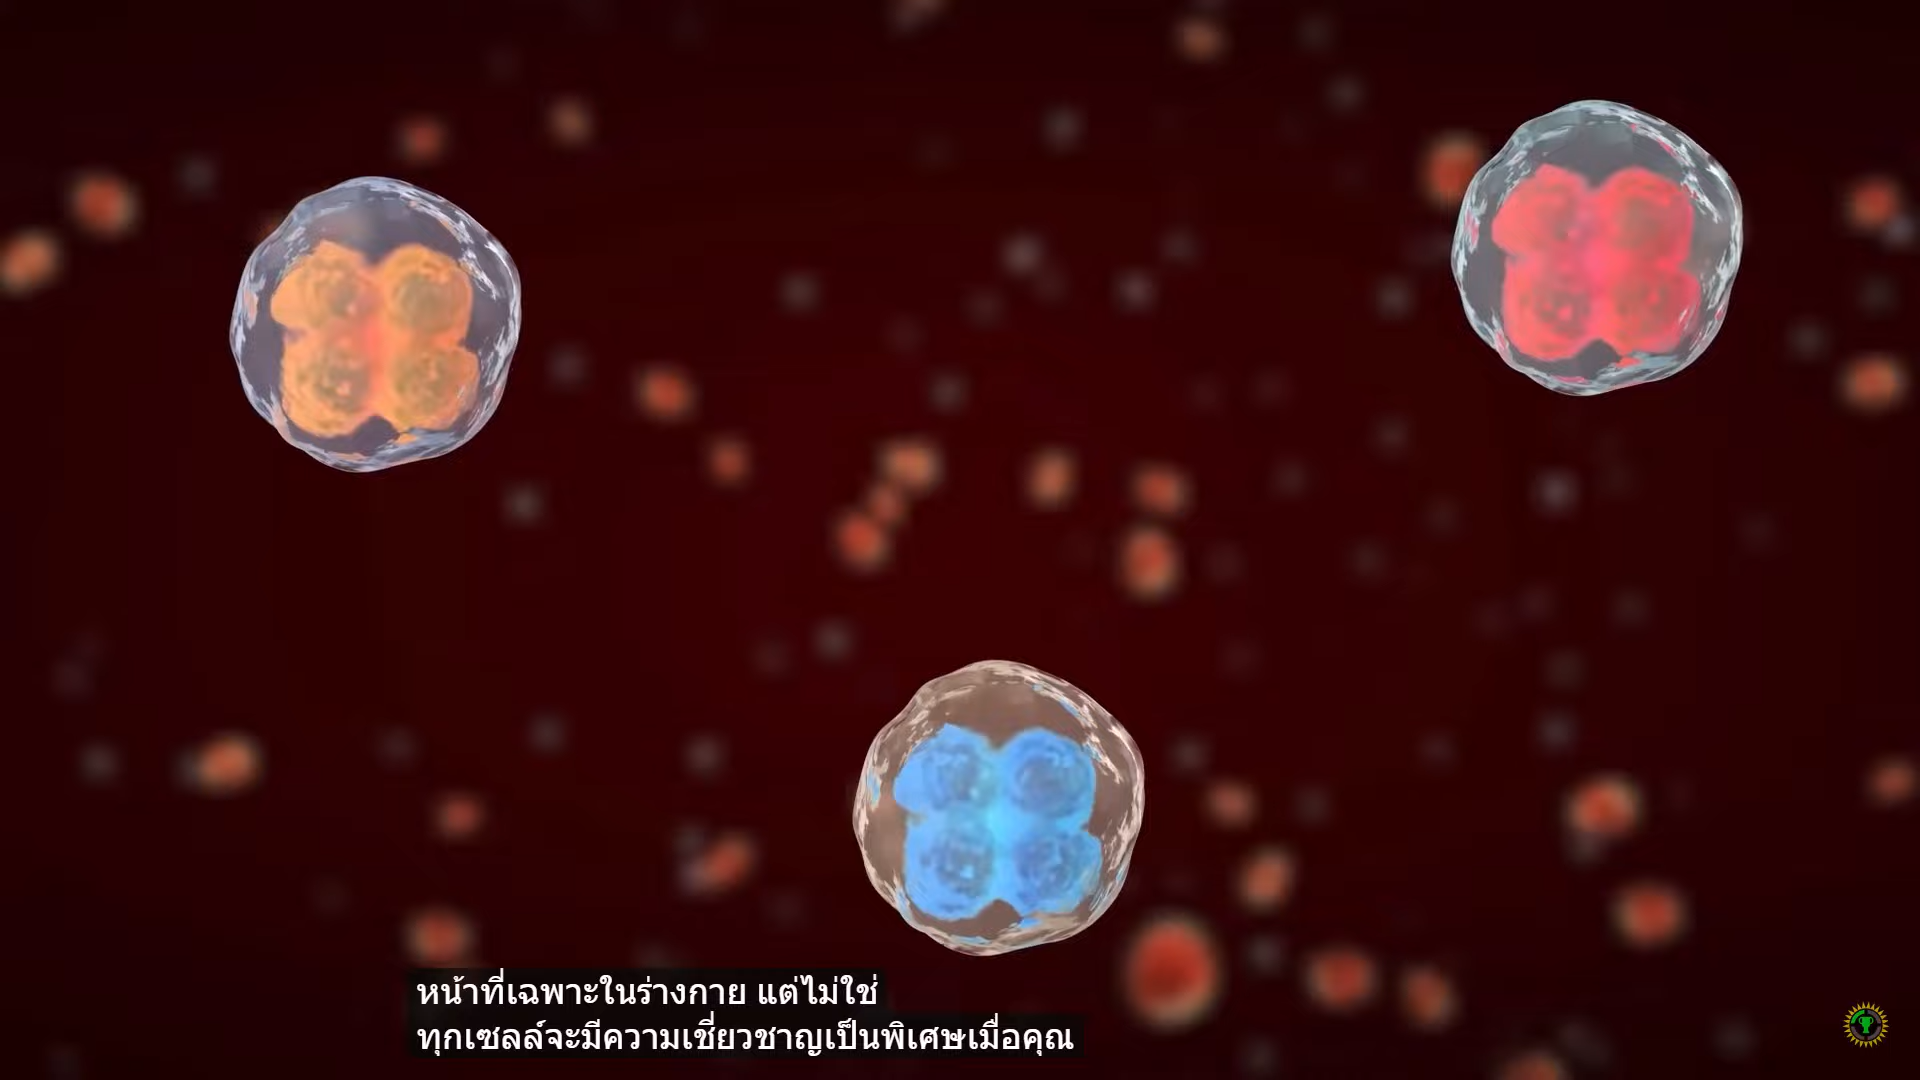 หน้าที่เฉพาะในร่างกาย แต่ไม่ใช่
ทุกเซลล์จะมีความเชี่ยวชาญเป็นพิเศษเมื่อคุณ